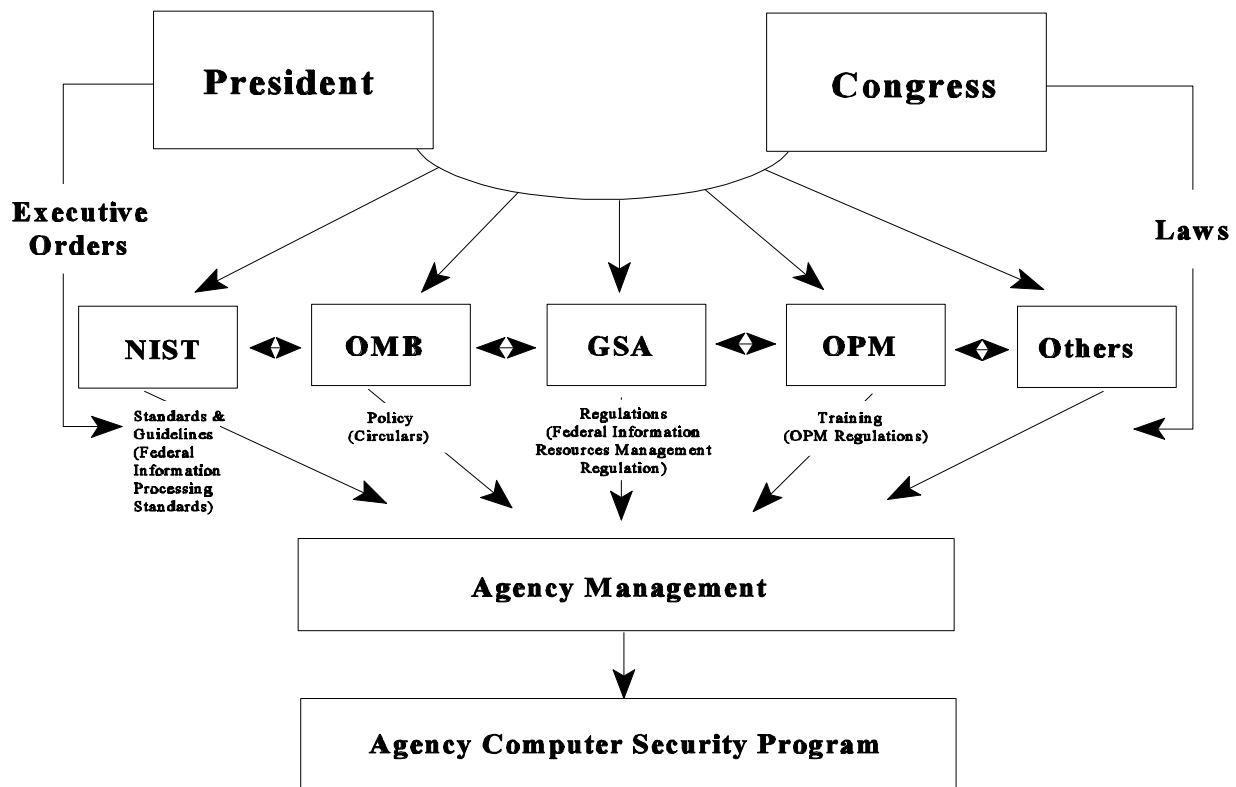 President
Congress
Executive
Orders
Laws
NIST
OMB
GSA
OPM
Others
Standards &
Guidelines
(Federal
Information
Processing
Standards)
Policy
(Circulars)
Regulations
(Federal Information
Resources Management
Regulation)
Training
(OPM Regulations)
Agency Management
Agency Computer Security Program